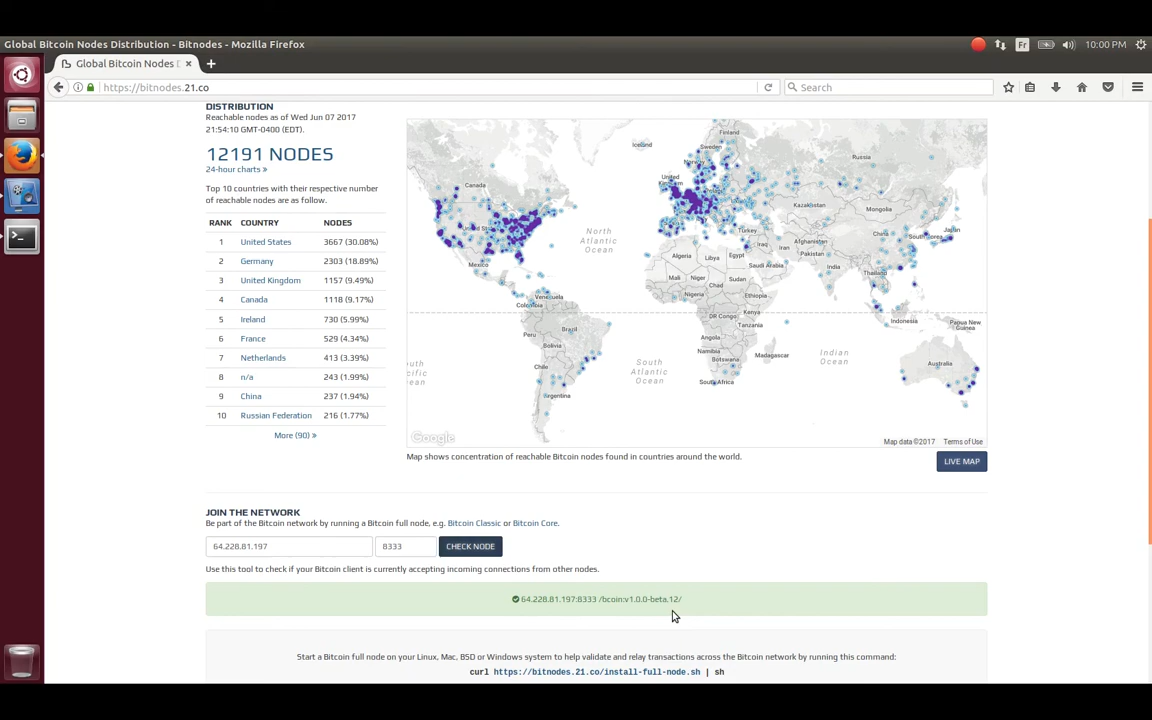 Global Bitcoin Nodes Distribution - Bitnodes - Mozilla Firefox
Fr
10:00 PM
Global Bitcoin Nodes D
https://bitnodes.21.co
Search
DISTRIBUTION
Reachable nodes as of Wed Jun 07 2017
21:54:10 GMT-0400 (EDT).
12191 NODES
24-hour charts »
Top 10 countries with their respective number
of reachable nodes are as follow.
RANK COUNTRY NODES
1 United States 3667 (30.08%)
2 Germany 2303 (18.89%)
3 United Kingdom 1157 (9.49%)
4 Canada 1118 (9.17%)
5 Ireland 730 (5.99%)
6 France 529 (4.34%)
7 Netherlands 413 (3.39%)
8 n/a 243 (1.99%)
9 China 237 (1.94%)
10 Russian Federation 216 (1.77%)
More (90) »
Iceland
Finland
Sweden
Norway
Russia
Canada
United
Kingdom
Kazakhstan
Mongolia
North
Atlantic
Ocean
Turkey
Iraq
Iran
Afghanistan
Pakistan
China
South Korea
Japan
Mexico
Algeria
Libya
Egypt
Saudi Arabia
India
Thailand
Mali
Niger
Chad
Sudan
Nigeria
Ethiopia
Venezuela
Colombia
DR Congo
Kenya
Tanzania
Indonesia
Papua New
Guinea
Peru
Brazil
Bolivia
Angola
Namibia
Botswana
Madagascar
Indian
Ocean
Chile
South
Atlantic
Ocean
South Africa
Australia
Argentina
outh
cific
ean
Google
Map data ©2017 Terms of Use
Map shows concentration of reachable Bitcoin nodes found in countries around the world.
LIVE MAP
JOIN THE NETWORK
Be part of the Bitcoin network by running a Bitcoin full node, e.g. Bitcoin Classic or Bitcoin Core.
64.228.81.197 8333 CHECK NODE
Use this tool to check if your Bitcoin client is currently accepting incoming connections from other nodes.
64.228.81.197:8333 /bcoin:v1.0.0-beta.12/
Start a Bitcoin full node on your Linux, Mac, BSD or Windows system to help validate and relay transactions across the Bitcoin network by running this command:
curl https://bitnodes.21.co/install-full-node.sh | sh